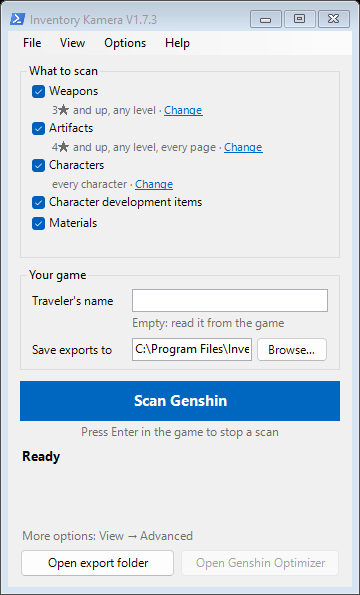 Inventory Kamera V1.7.3
File View Options Help
What to scan
Weapons
3★ and up, any level · Change
Artifacts
4★ and up, any level, every page · Change
Characters
every character · Change
Character development items
Materials
Your game
Traveler's name
Empty: read it from the game
Save exports to C:\Program Files\Inve Browse...
Scan Genshin
Press Enter in the game to stop a scan
Ready
More options: View → Advanced
Open export folder Open Genshin Optimizer